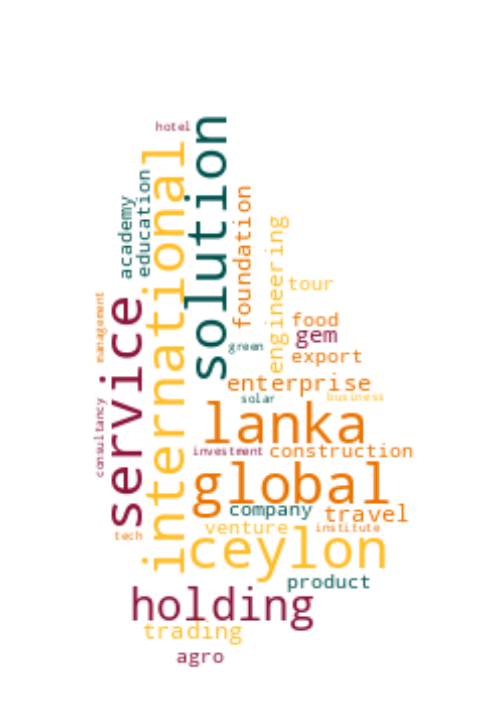 hotel
solution
international
education
academy
foundation
engineering
tour
service
management
food
gem
green
export
enterprise
solar
business
consultancy
lanka
investment
construction
global
company
travel
venture
institute
tech
ceylon
product
holding
trading
agro